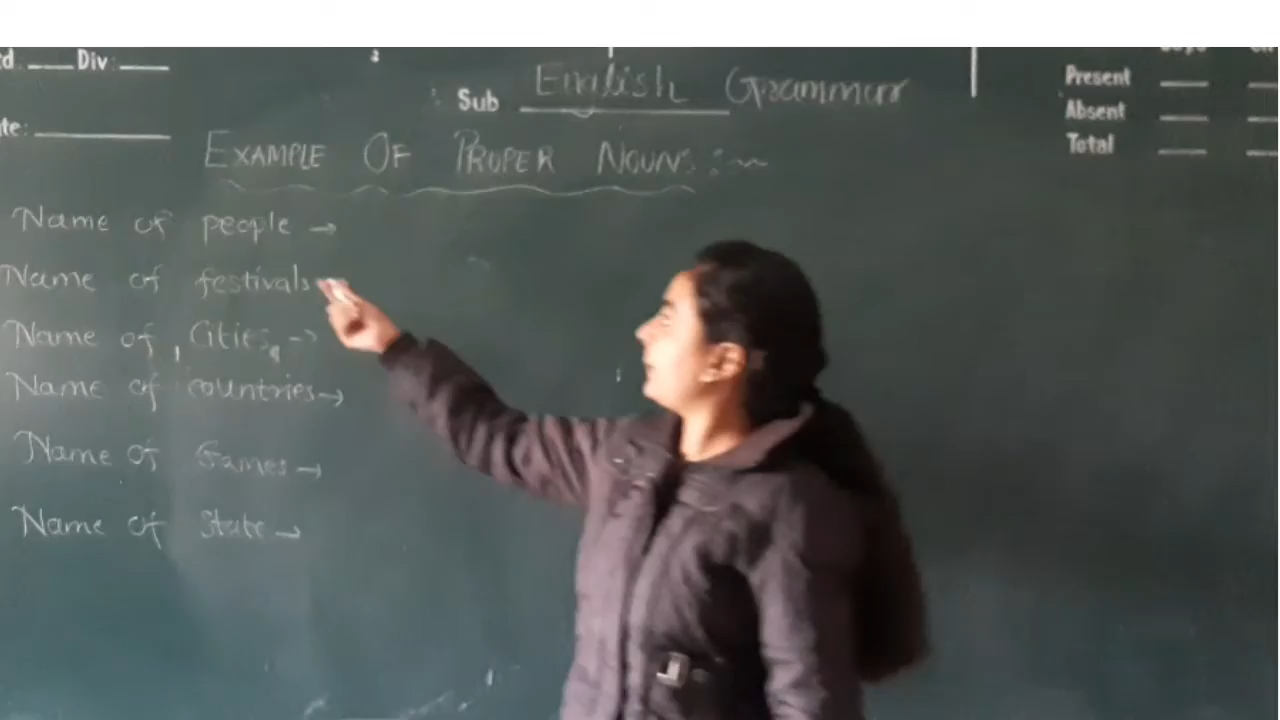 Div:
Sub English Grammar
Present
Absent
Total
EXAMPLE OF PROPER NOUNS:~
Name of people →
Name of festivals
Name of Cities →
Name of countries →
Name of Games →
Name of State →